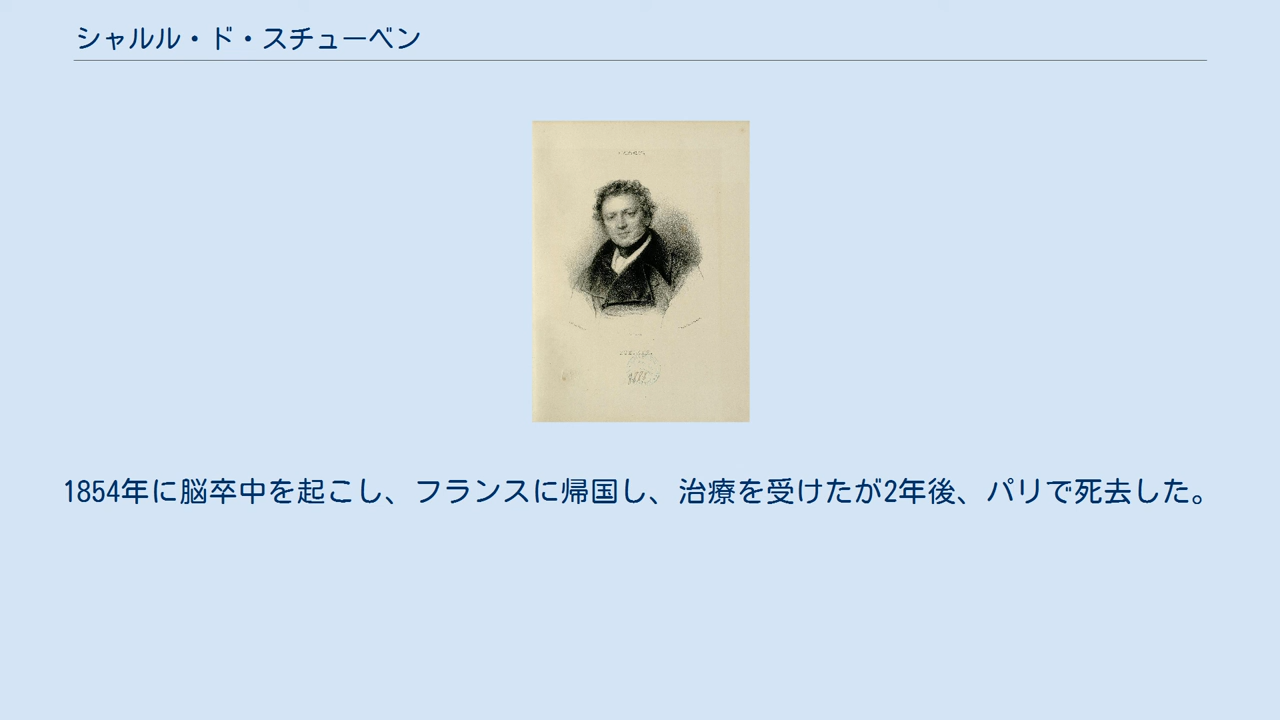 シャルル・ド・スチューベン
1854年に脳卒中を起こし、フランスに帰国し、治療を受けたが2年後、パリで死去した。